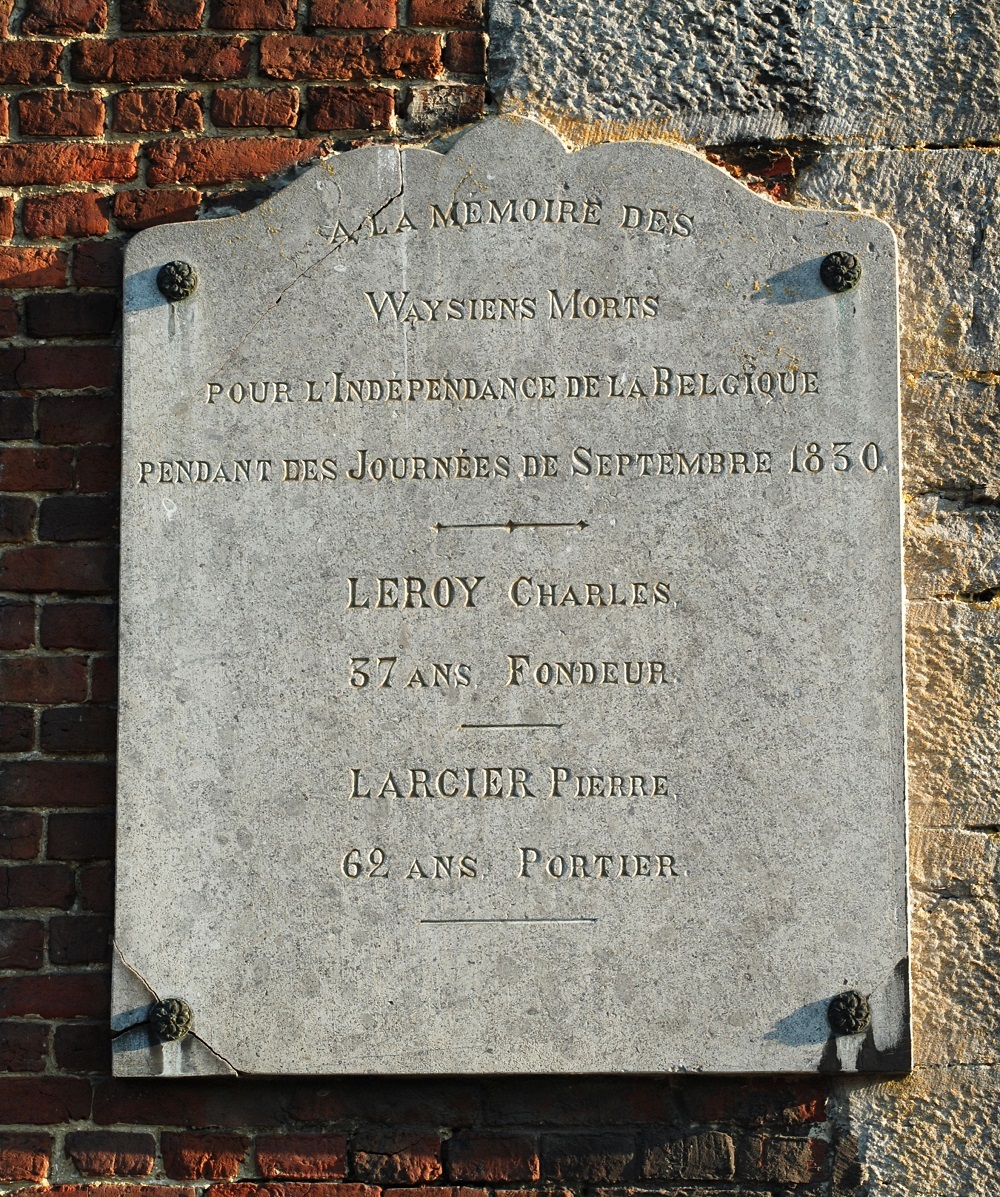 A LA MÉMOIRE DES
WAYSIENS MORTS
POUR L'INDÉPENDANCE DE LA BELGIQUE
PENDANT DES JOURNÉES DE SEPTEMBRE 1830.
LEROY CHARLES.
37 ANS. FONDEUR.
LARCIER PIERRE.
62 ANS. PORTIER.